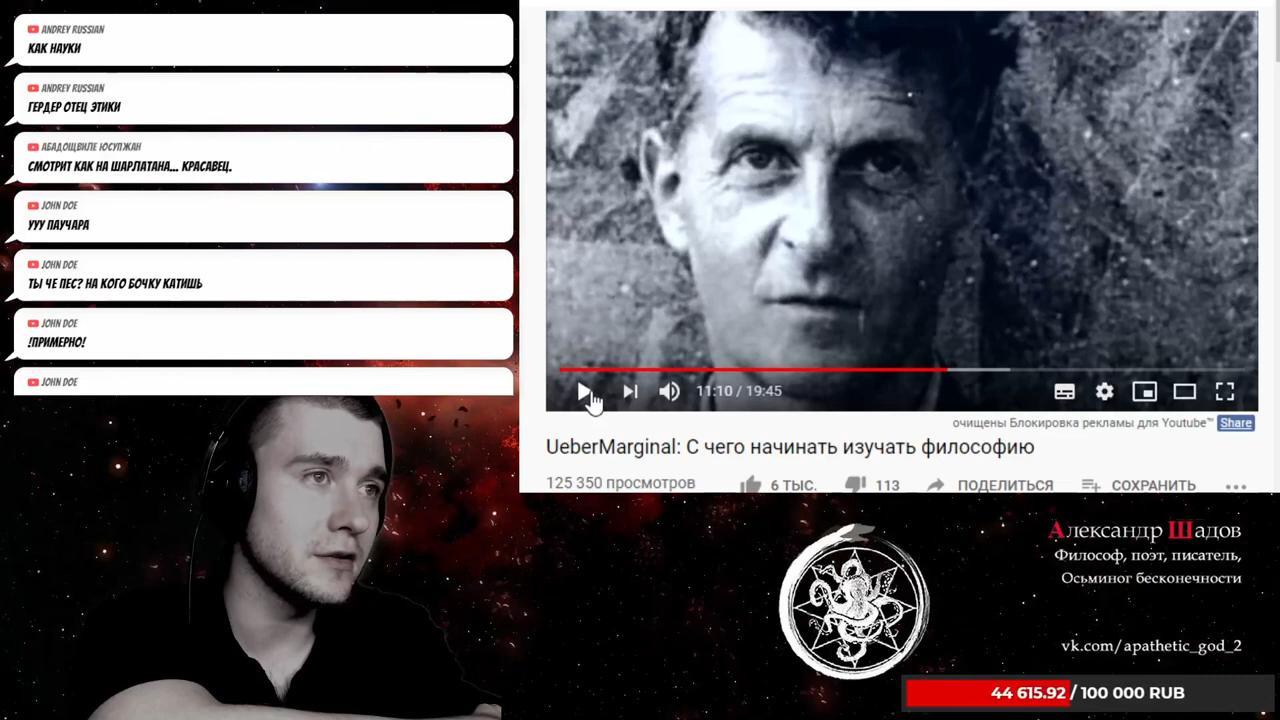 ANDREY RUSSIAN
КАК НАУКИ
ANDREY RUSSIAN
ГЕРДЕР ОТЕЦ ЭТИКИ
АБАДОЩВИЛЕ ЮСУПЖАН
СМОТРИТ КАК НА ШАРЛАТАНА... КРАСАВЕЦ.
JOHN DOE
УУУ ПАУЧАРА
JOHN DOE
ТЫ ЧЕ ПЕС? НА КОГО БОЧКУ КАТИШЬ
JOHN DOE
!ПРИМЕРНО!
JOHN DOE
11:10 / 19:45
очищены Блокировка рекламы для Youtube™ Share
UeberMarginal: С чего начинать изучать философию
125 350 просмотров
6 ТЫС. 113 ПОДЕЛИТЬСЯ СОХРАНИТЬ
Александр Шадов
Философ, поэт, писатель,
Осьминог бесконечности
vk.com/apathetic_god_2
44 615.92 / 100 000 RUB